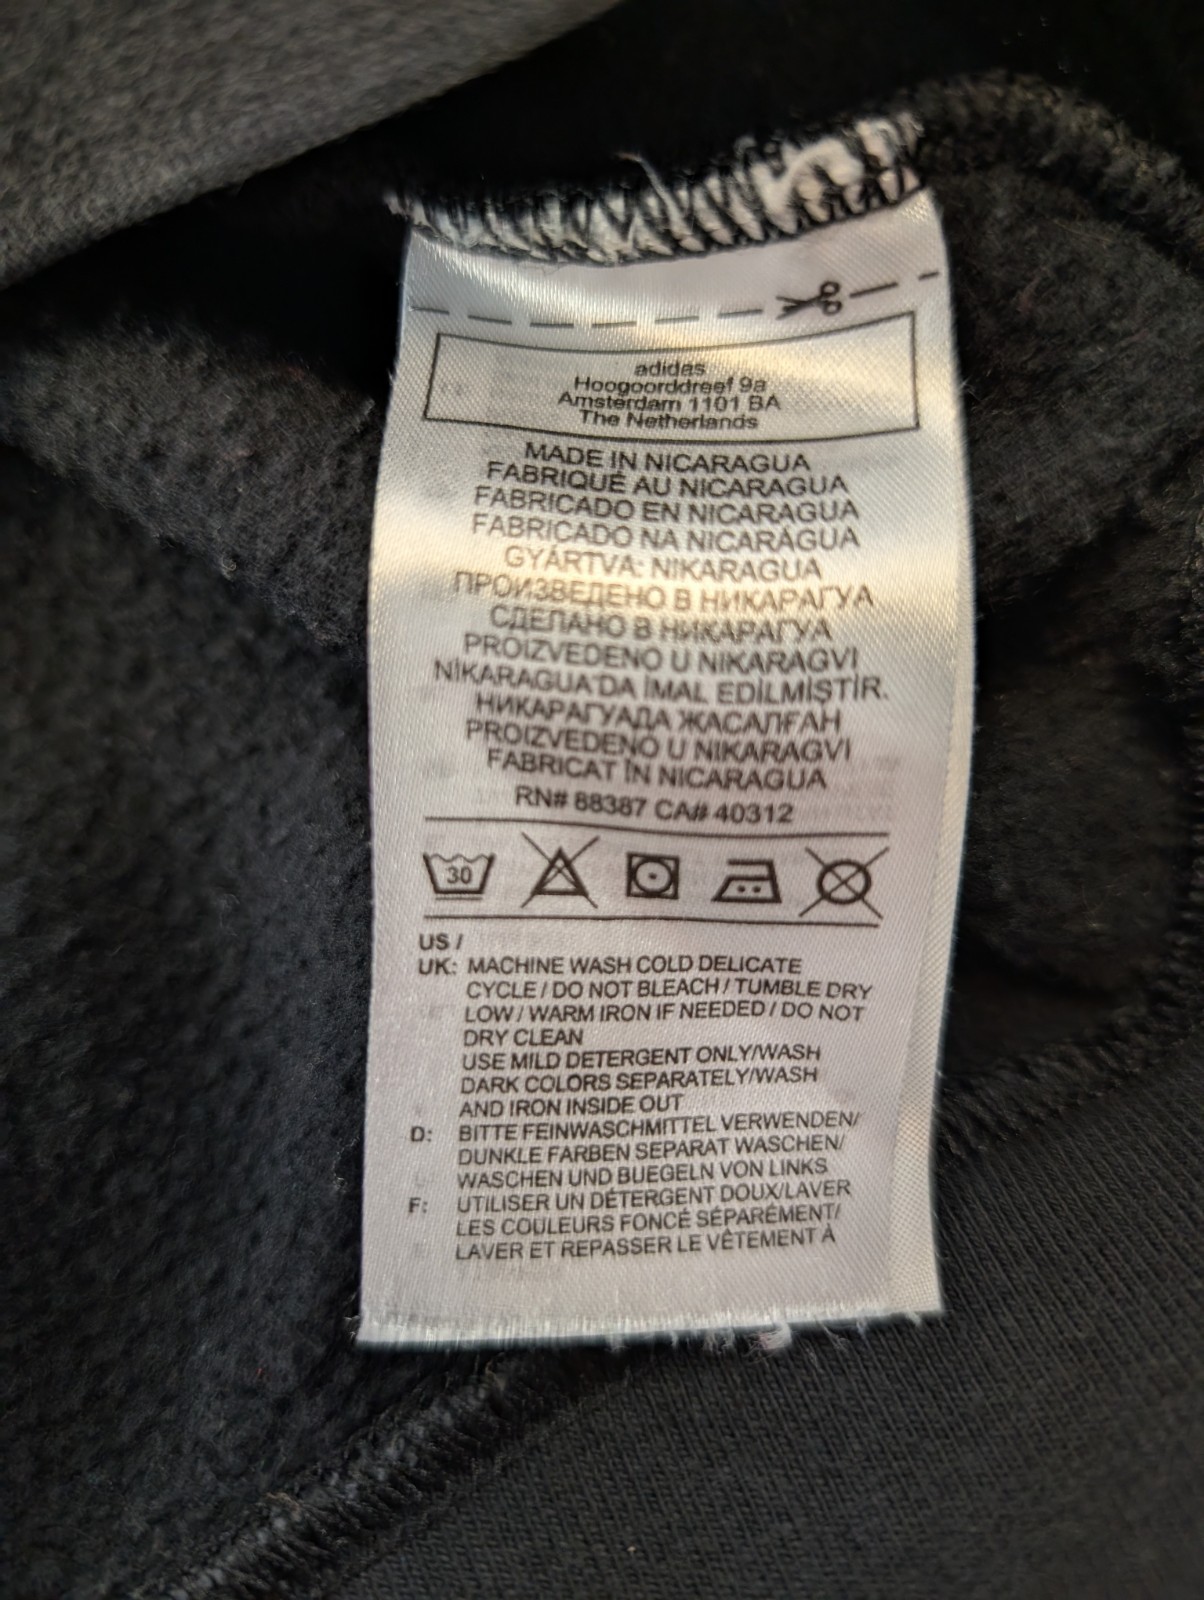 adidas
Hoogoorddreef 9a
Amsterdam 1101 BA
The Netherlands
MADE IN NICARAGUA
FABRIQUÉ AU NICARAGUA
FABRICADO EN NICARAGUA
FABRICADO NA NICARÁGUA
GYÁRTVA: NIKARAGUA
ПРОИЗВЕДЕНО В НИКАРАГУА
СДЕЛАНО В НИКАРАГУА
PROIZVEDENO U NIKARAGVI
NİKARAGUA'DA İMAL EDİLMİŞTİR.
НИКАРАГУАДА ЖАСАЛҒАН
PROIZVEDENO U NIKARAGVI
FABRICAT ÎN NICARAGUA
RN# 88387 CA# 40312
30
US /
UK: MACHINE WASH COLD DELICATE
CYCLE / DO NOT BLEACH / TUMBLE DRY
LOW / WARM IRON IF NEEDED / DO NOT
DRY CLEAN
USE MILD DETERGENT ONLY/WASH
DARK COLORS SEPARATELY/WASH
AND IRON INSIDE OUT
D: BITTE FEINWASCHMITTEL VERWENDEN/
DUNKLE FARBEN SEPARAT WASCHEN/
WASCHEN UND BUEGELN VON LINKS
F: UTILISER UN DÉTERGENT DOUX/LAVER
LES COULEURS FONCÉ SÉPARÉMENT/
LAVER ET REPASSER LE VÊTEMENT À